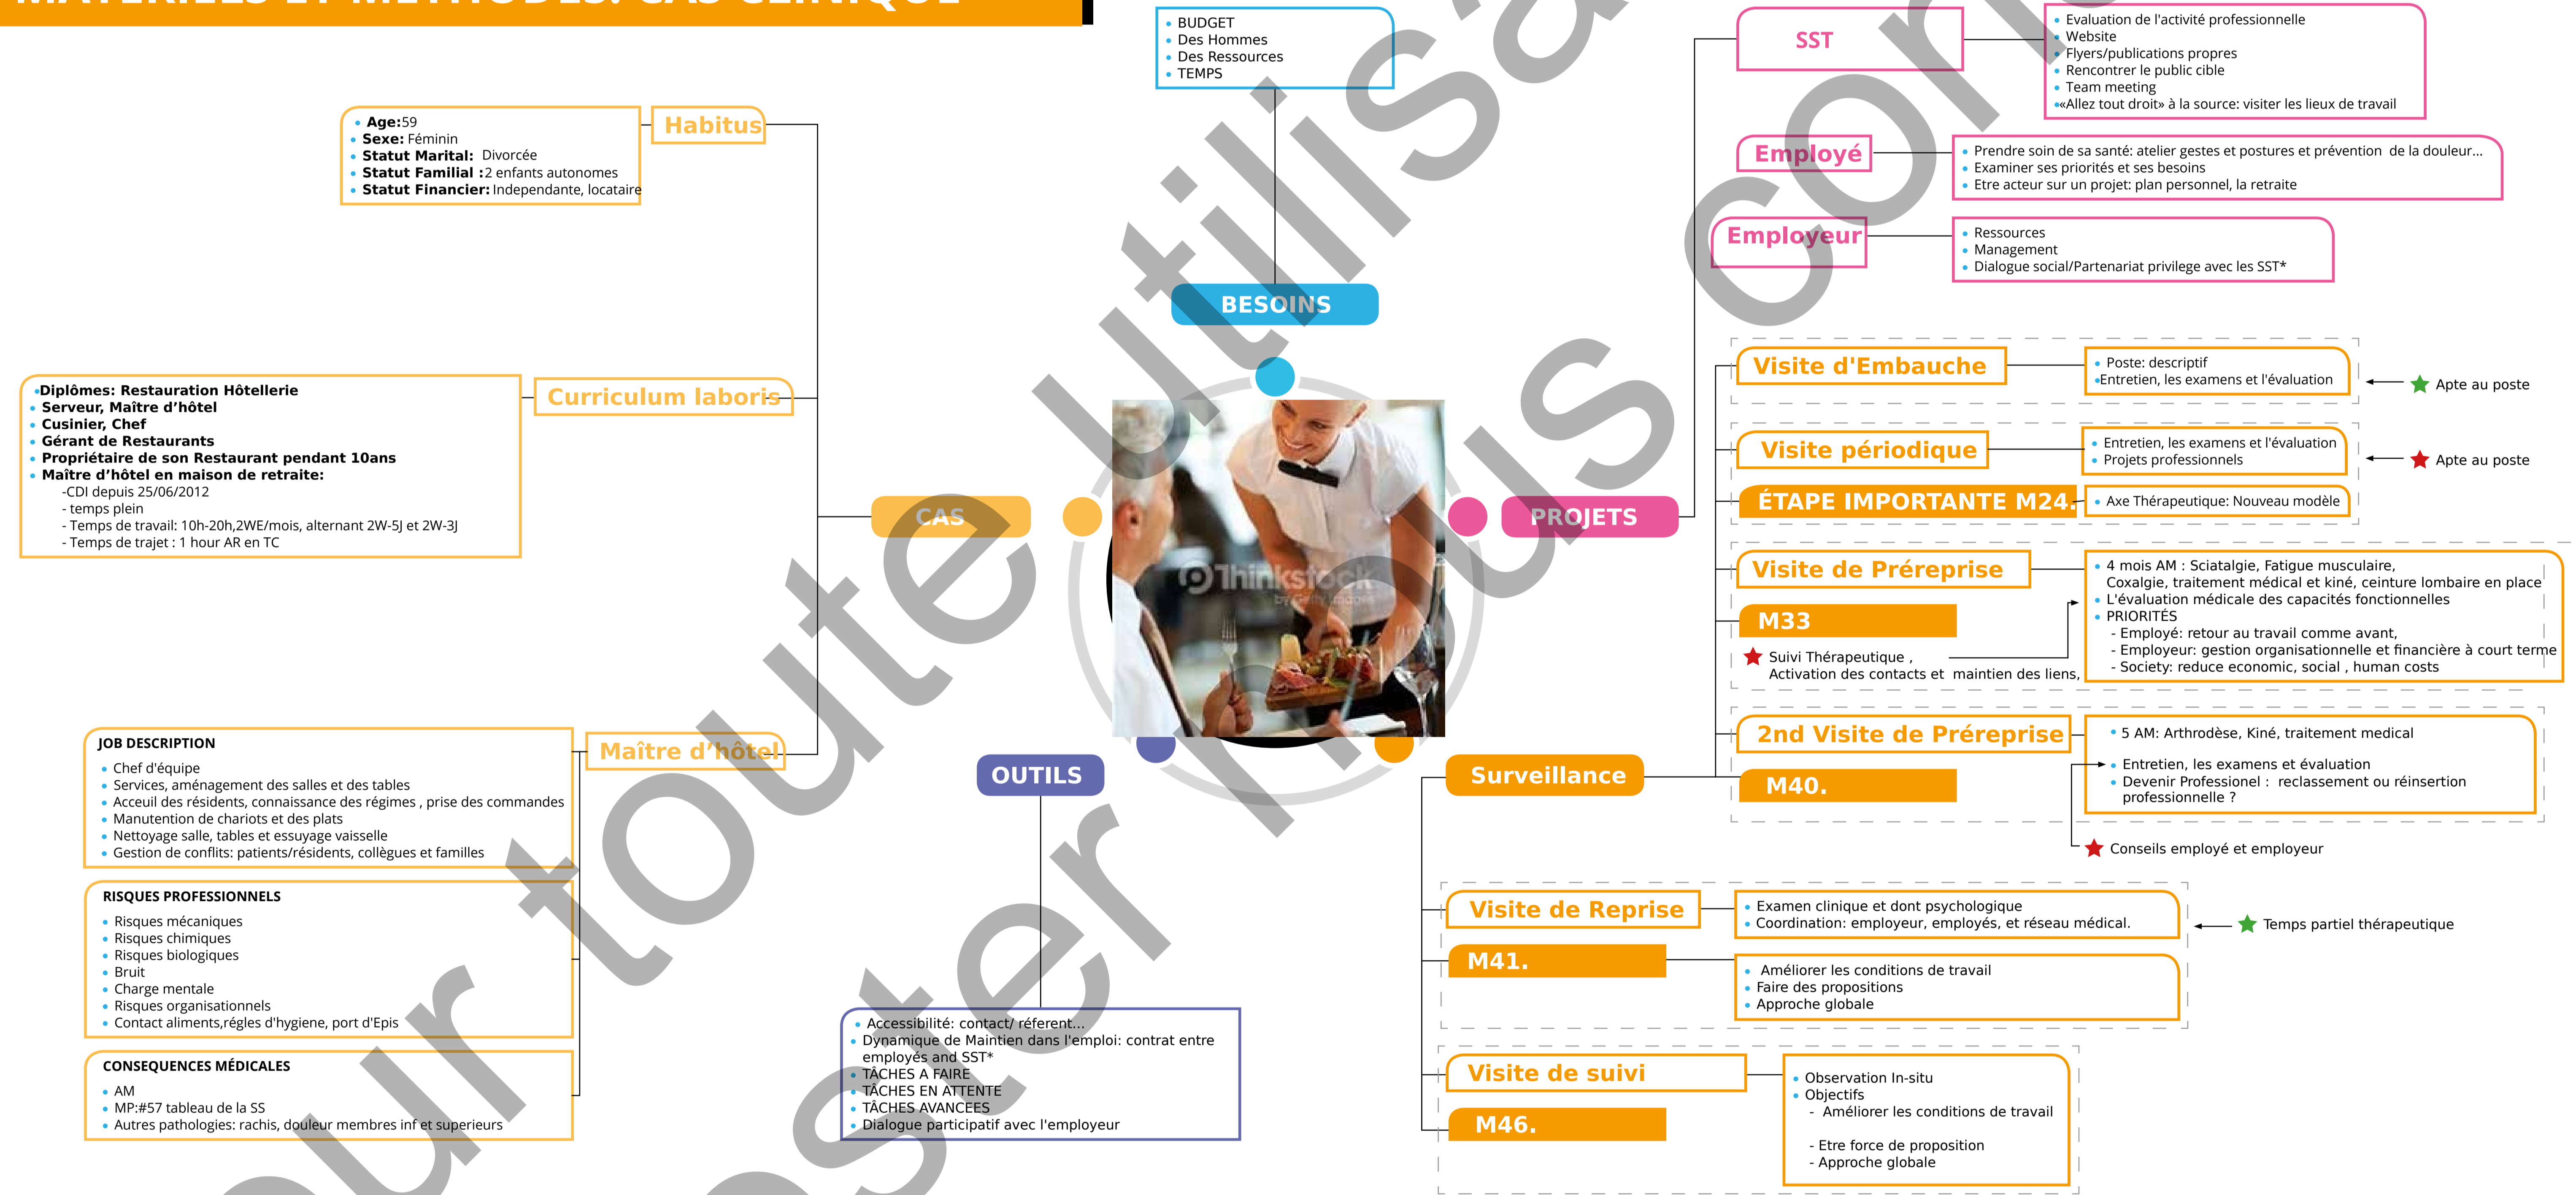 MATERIELS ET METHODES: CAS CLINIQUE
BUDGET
Des Hommes
Des Ressources
TEMPS
BESOINS
Habitus
Age:59
Sexe: Féminin
Statut Marital: Divorcée
Statut Familial :2 enfants autonomes
Statut Financier: Independante, locataire
Curriculum laboris
Diplômes: Restauration Hôtellerie
Serveur, Maître d’hôtel
Cusinier, Chef
Gérant de Restaurants
Propriétaire de son Restaurant pendant 10ans
Maître d’hôtel en maison de retraite:
-CDI depuis 25/06/2012
- temps plein
- Temps de travail: 10h-20h,2WE/mois, alternant 2W-5J et 2W-3J
- Temps de trajet : 1 hour AR en TC
CAS
Maître d’hôtel
JOB DESCRIPTION
Chef d'équipe
Services, aménagement des salles et des tables
Acceuil des résidents, connaissance des régimes , prise des commandes
Manutention de chariots et des plats
Nettoyage salle, tables et essuyage vaisselle
Gestion de conflits: patients/résidents, collègues et familles
RISQUES PROFESSIONNELS
Risques mécaniques
Risques chimiques
Risques biologiques
Bruit
Charge mentale
Risques organisationnels
Contact aliments,régles d'hygiene, port d'Epis
CONSEQUENCES MÉDICALES
AM
MP:#57 tableau de la SS
Autres pathologies: rachis, douleur membres inf et superieurs
Thinkstock
by Getty Images
OUTILS
Accessibilité: contact/ réferent...
Dynamique de Maintien dans l'emploi: contrat entre
employés and SST*
TÂCHES A FAIRE
TÂCHES EN ATTENTE
TÂCHES AVANCEES
Dialogue participatif avec l'employeur
PROJETS
SST
Evaluation de l'activité professionnelle
Website
Flyers/publications propres
Rencontrer le public cible
Team meeting
«Allez tout droit» à la source: visiter les lieux de travail
Employé
Prendre soin de sa santé: atelier gestes et postures et prévention de la douleur...
Examiner ses priorités et ses besoins
Etre acteur sur un projet: plan personnel, la retraite
Employeur
Ressources
Management
Dialogue social/Partenariat privilege avec les SST*
Surveillance
Visite d'Embauche
Poste: descriptif
Entretien, les examens et l'évaluation
Apte au poste
Visite périodique
Entretien, les examens et l'évaluation
Projets professionnels
Apte au poste
ÉTAPE IMPORTANTE M24.
Axe Thérapeutique: Nouveau modèle
Visite de Préreprise
M33
Suivi Thérapeutique ,
Activation des contacts et maintien des liens,
4 mois AM : Sciatalgie, Fatigue musculaire,
Coxalgie, traitement médical et kiné, ceinture lombaire en place
L'évaluation médicale des capacités fonctionnelles
PRIORITÉS
- Employé: retour au travail comme avant,
- Employeur: gestion organisationnelle et financière à court terme
- Society: reduce economic, social , human costs
2nd Visite de Préreprise
M40.
5 AM: Arthrodèse, Kiné, traitement medical
Entretien, les examens et évaluation
Devenir Professionel : reclassement ou réinsertion
professionnelle ?
Conseils employé et employeur
Visite de Reprise
Examen clinique et dont psychologique
Coordination: employeur, employés, et réseau médical.
Temps partiel thérapeutique
M41.
Améliorer les conditions de travail
Faire des propositions
Approche globale
Visite de suivi
M46.
Observation In-situ
Objectifs
- Améliorer les conditions de travail
- Etre force de proposition
- Approche globale